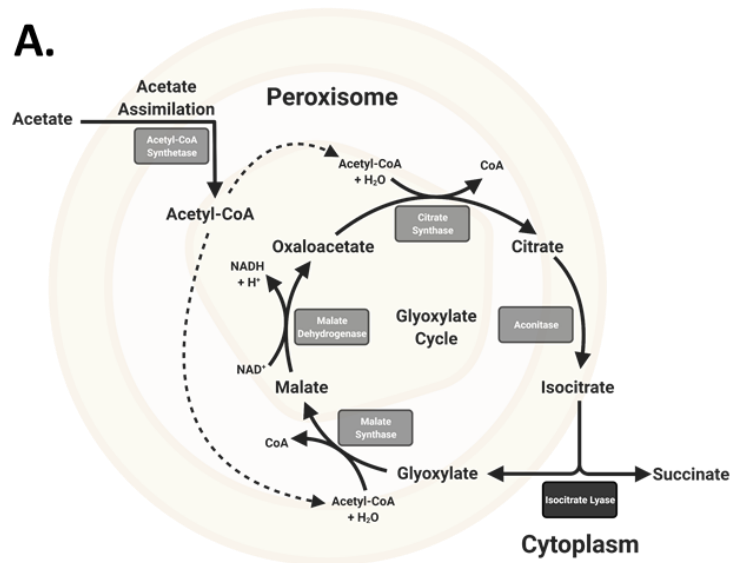 A.
Acetate
Assimilation
Acetate
Acetyl-CoA
Synthetase
Acetyl-CoA
Peroxisome
Acetyl-CoA
+ H₂O
CoA
Citrate
Synthase
Oxaloacetate
Citrate
NADH
+ H⁺
Malate
Dehydrogenase
Glyoxylate
Cycle
Aconitase
NAD⁺
Malate
Isocitrate
Malate
Synthase
CoA
Glyoxylate
Succinate
Acetyl-CoA
+ H₂O
Isocitrate Lyase
Cytoplasm